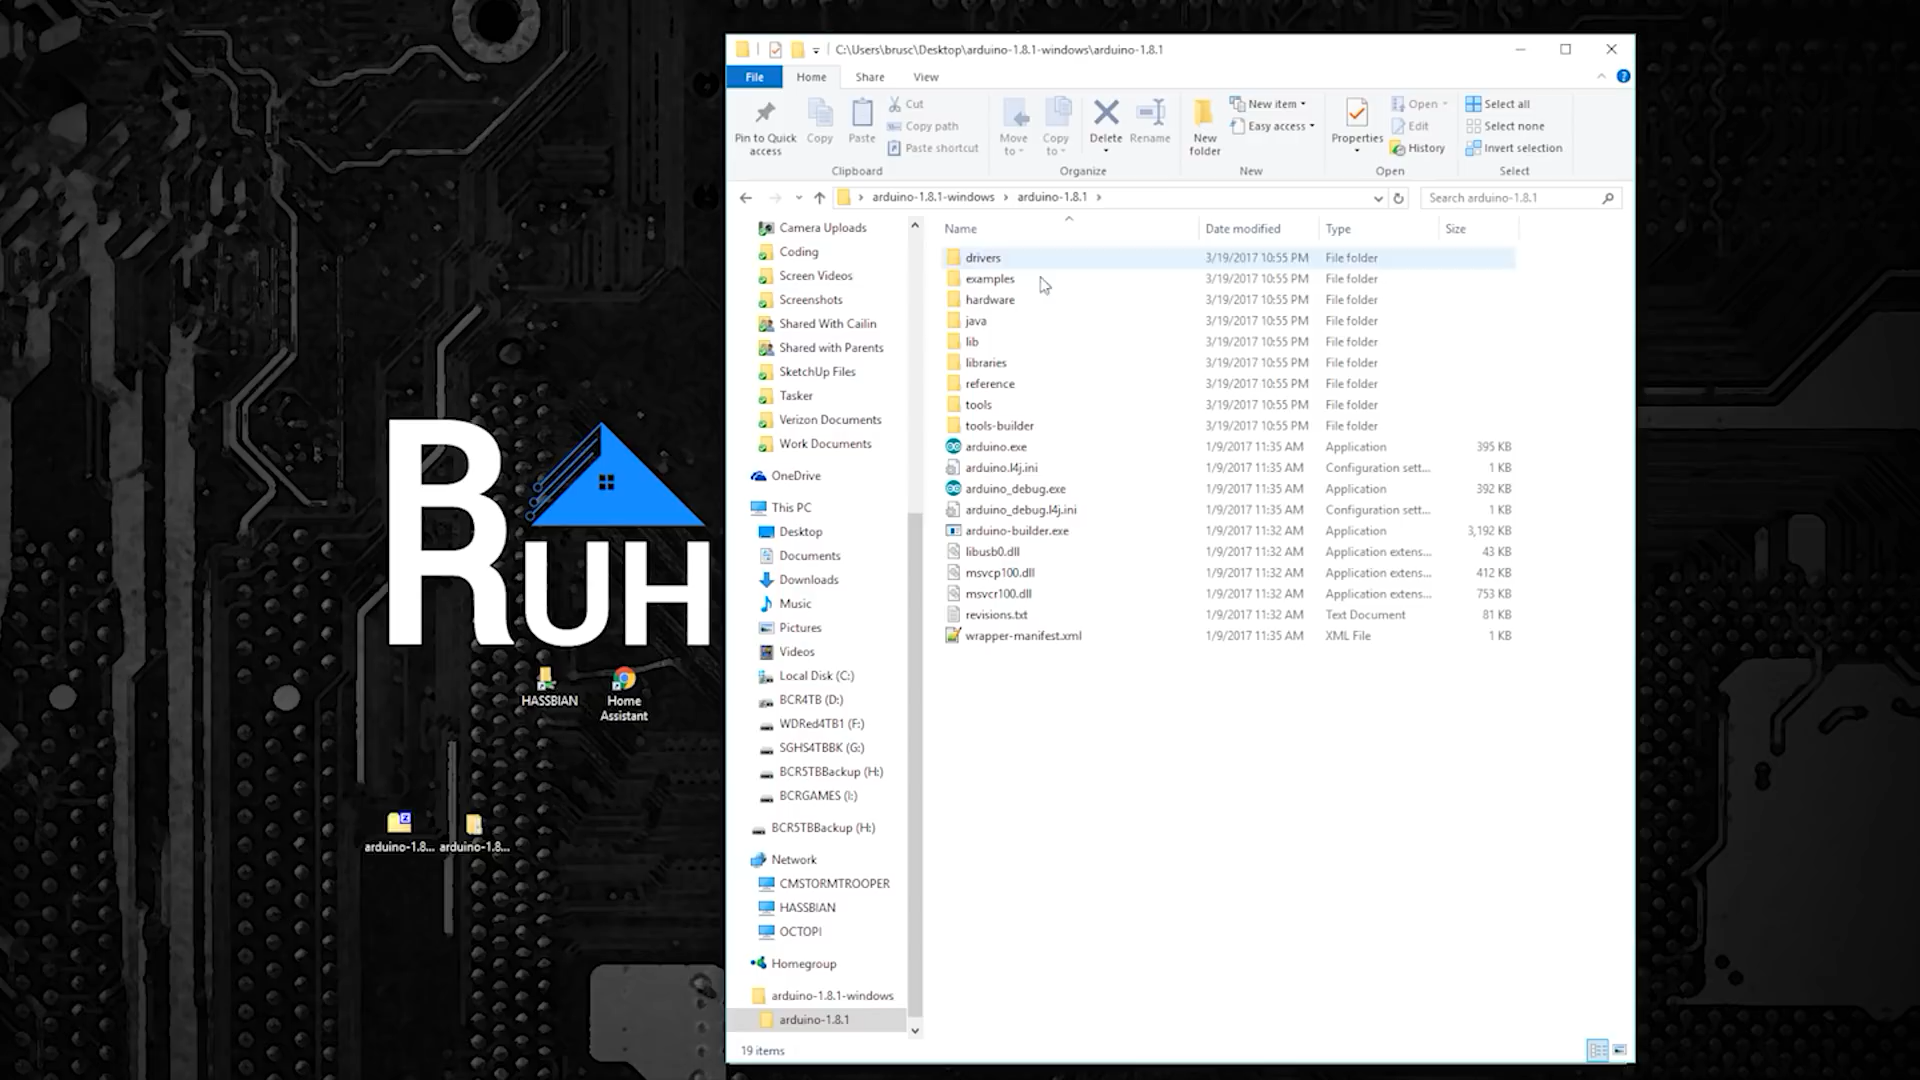 C:\Users\brusc\Desktop\arduino-1.8.1-windows\arduino-1.8.1
File Home Share View
Pin to Quick access
Copy
Paste
Cut
Copy path
Paste shortcut
Clipboard
Move to
Copy to
Delete
Rename
Organize
New folder
New item
Easy access
New
Properties
Open
Edit
History
Open
Select all
Select none
Invert selection
Select
arduino-1.8.1-windows > arduino-1.8.1 >
Search arduino-1.8.1
Camera Uploads
Coding
Screen Videos
Screenshots
Shared With Cailin
Shared with Parents
SketchUp Files
Tasker
Verizon Documents
Work Documents
OneDrive
This PC
Desktop
Documents
Downloads
Music
Pictures
Videos
Local Disk (C:)
BCR4TB (D:)
WDRed4TB1 (F:)
SGHS4TBBK (G:)
BCR5TBBackup (H:)
BCRGAMES (I:)
BCR5TBBackup (H:)
Network
CMSTORMTROOPER
HASSBIAN
OCTOPI
Homegroup
arduino-1.8.1-windows
arduino-1.8.1
Name Date modified Type Size
drivers 3/19/2017 10:55 PM File folder
examples 3/19/2017 10:55 PM File folder
hardware 3/19/2017 10:55 PM File folder
java 3/19/2017 10:55 PM File folder
lib 3/19/2017 10:55 PM File folder
libraries 3/19/2017 10:55 PM File folder
reference 3/19/2017 10:55 PM File folder
tools 3/19/2017 10:55 PM File folder
tools-builder 3/19/2017 10:55 PM File folder
arduino.exe 1/9/2017 11:35 AM Application 395 KB
arduino.l4j.ini 1/9/2017 11:35 AM Configuration sett... 1 KB
arduino_debug.exe 1/9/2017 11:35 AM Application 392 KB
arduino_debug.l4j.ini 1/9/2017 11:35 AM Configuration sett... 1 KB
arduino-builder.exe 1/9/2017 11:32 AM Application 3,192 KB
libusb0.dll 1/9/2017 11:32 AM Application extens... 43 KB
msvcp100.dll 1/9/2017 11:32 AM Application extens... 412 KB
msvcr100.dll 1/9/2017 11:32 AM Application extens... 753 KB
revisions.txt 1/9/2017 11:35 AM Text Document 81 KB
wrapper-manifest.xml 1/9/2017 11:35 AM XML File 1 KB
19 items
RUH
HASSBIAN
Home Assistant
arduino-1.8...
arduino-1.8...